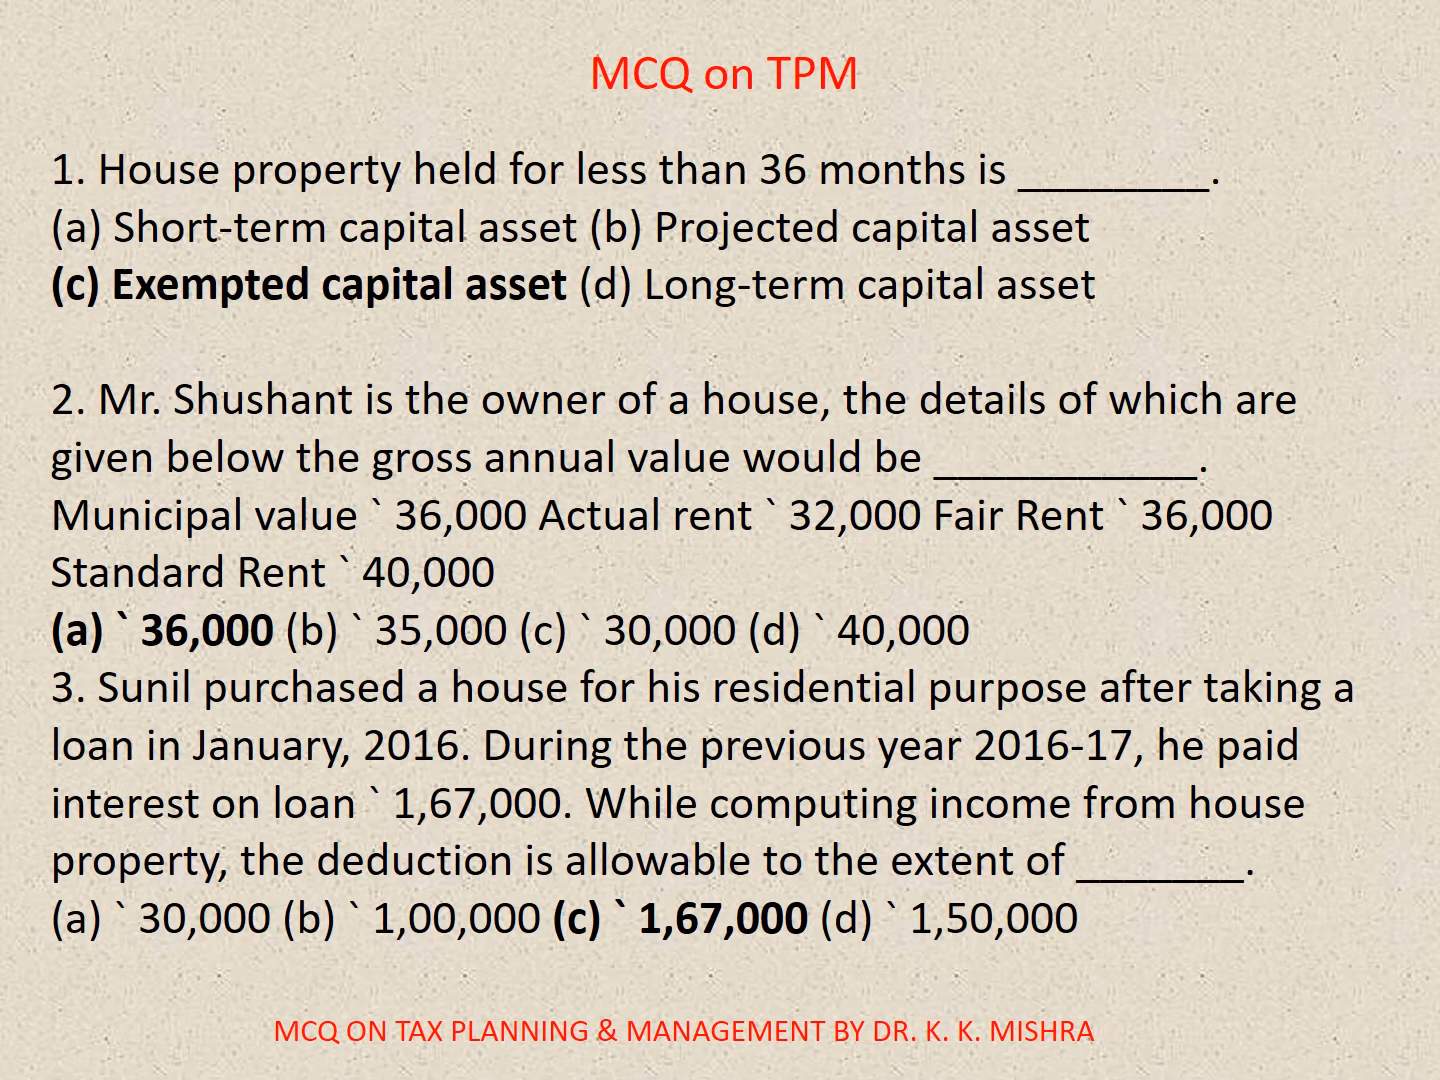 MCQ on TPM
1. House property held for less than 36 months is ________.
(a) Short-term capital asset (b) Projected capital asset
(c) Exempted capital asset (d) Long-term capital asset
2. Mr. Shushant is the owner of a house, the details of which are
given below the gross annual value would be ___________.
Municipal value ` 36,000 Actual rent ` 32,000 Fair Rent ` 36,000
Standard Rent ` 40,000
(a) ` 36,000 (b) ` 35,000 (c) ` 30,000 (d) ` 40,000
3. Sunil purchased a house for his residential purpose after taking a
loan in January, 2016. During the previous year 2016-17, he paid
interest on loan ` 1,67,000. While computing income from house
property, the deduction is allowable to the extent of _______.
(a) ` 30,000 (b) ` 1,00,000 (c) ` 1,67,000 (d) ` 1,50,000
MCQ ON TAX PLANNING & MANAGEMENT BY DR. K. K. MISHRA